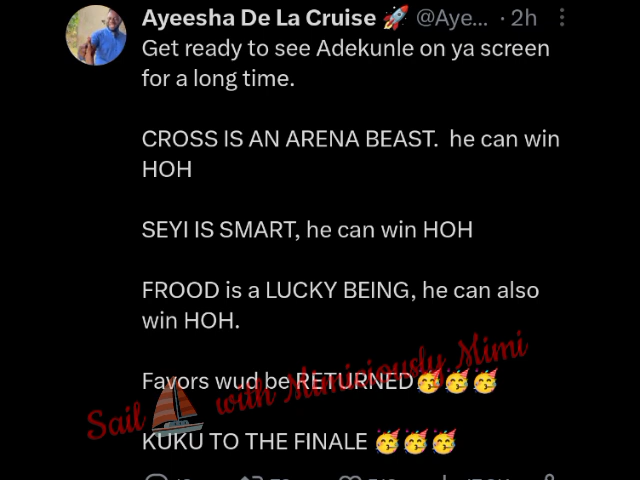 Ayeesha De La Cruise 🚀 @Aye... · 2h
Get ready to see Adekunle on ya screen
for a long time.
CROSS IS AN ARENA BEAST. he can win
HOH
SEYI IS SMART, he can win HOH
FROOD is a LUCKY BEING, he can also
win HOH.
Favors wud be RETURNED🥳🥳🥳
Sail ⛵ with Mimiciously Mimi
KUKU TO THE FINALE 🥳🥳🥳